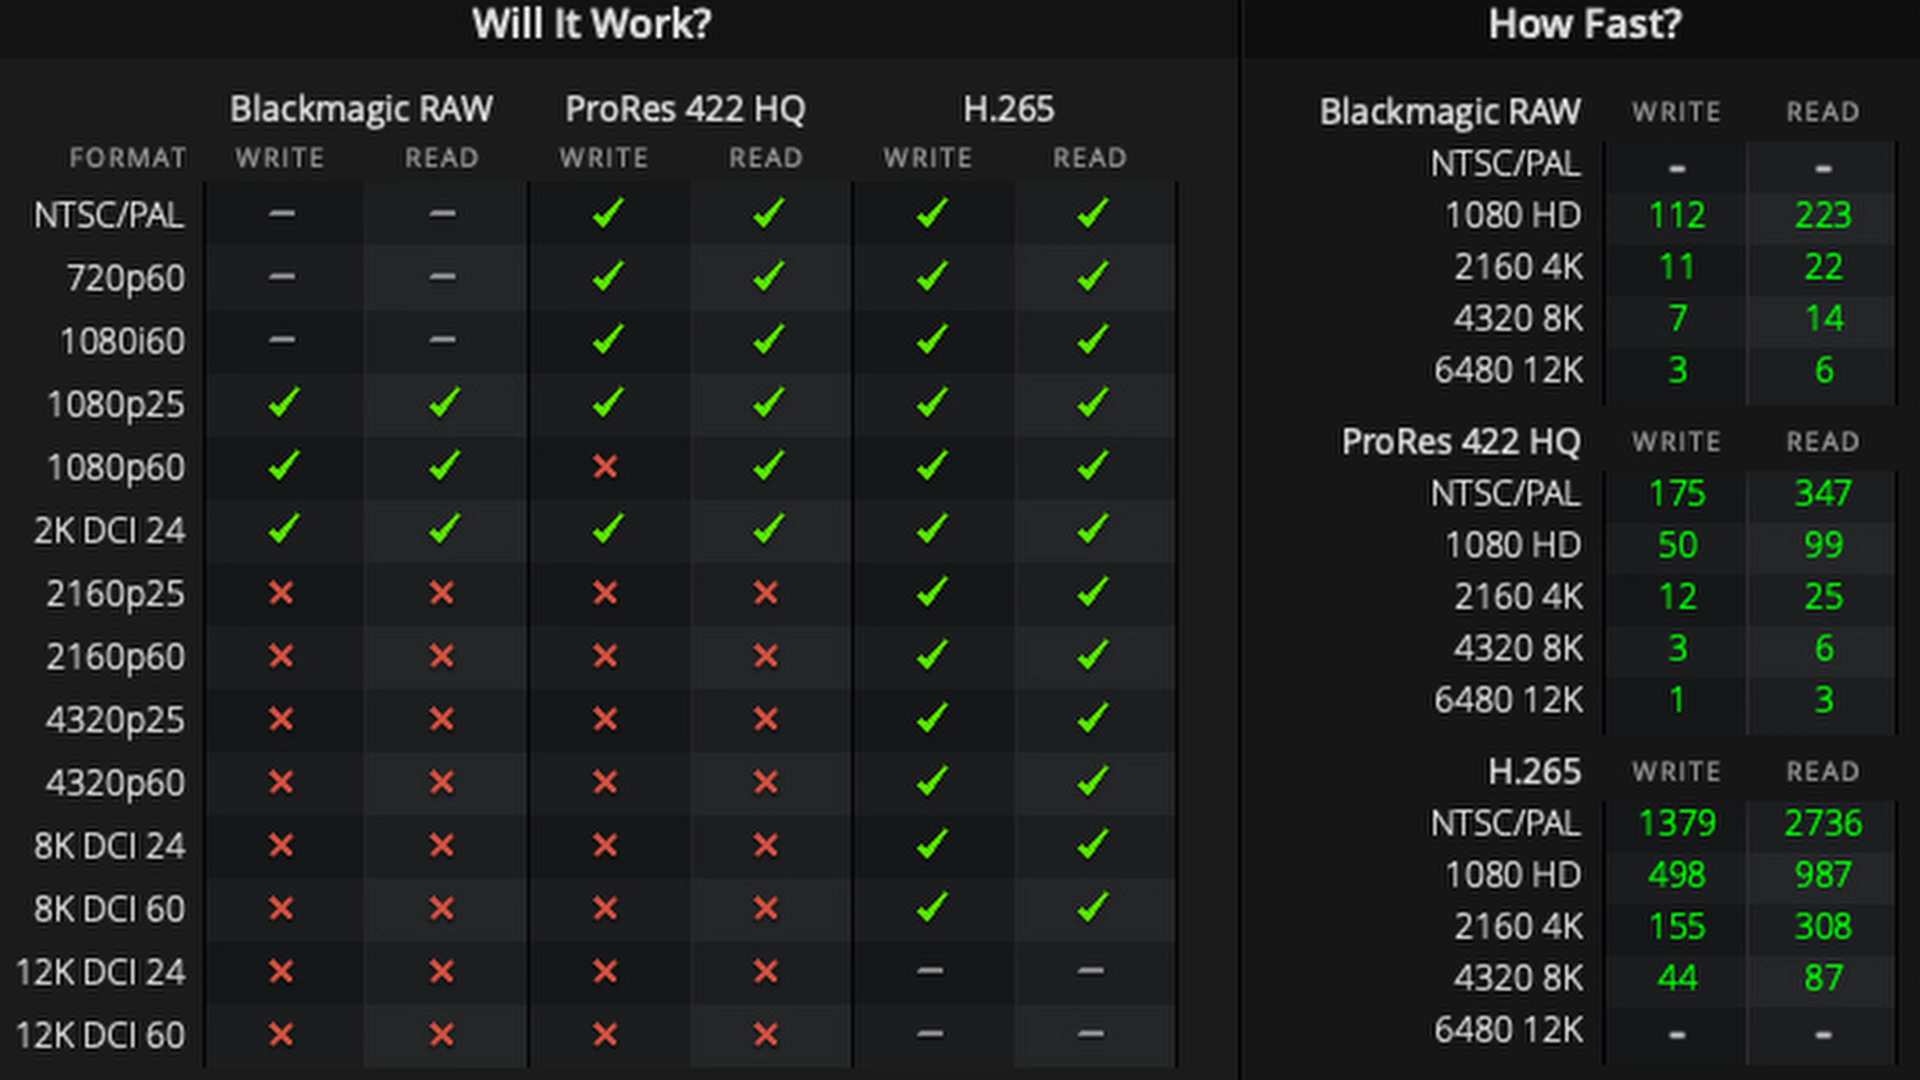 Will It Work?
Blackmagic RAW ProRes 422 HQ H.265
FORMAT WRITE READ WRITE READ WRITE READ
NTSC/PAL – –
720p60 – –
1080i60 – –
1080p25
1080p60
2K DCI 24
2160p25
2160p60
4320p25
4320p60
8K DCI 24
8K DCI 60
12K DCI 24 – –
12K DCI 60 – –
How Fast?
Blackmagic RAW WRITE READ
NTSC/PAL - -
1080 HD 112 223
2160 4K 11 22
4320 8K 7 14
6480 12K 3 6
ProRes 422 HQ WRITE READ
NTSC/PAL 175 347
1080 HD 50 99
2160 4K 12 25
4320 8K 3 6
6480 12K 1 3
H.265 WRITE READ
NTSC/PAL 1379 2736
1080 HD 498 987
2160 4K 155 308
4320 8K 44 87
6480 12K - -